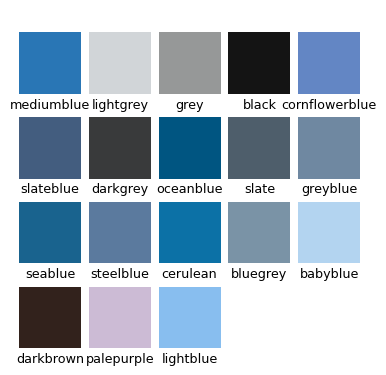 mediumblue lightgrey grey black cornflowerblue
slateblue darkgrey oceanblue slate greyblue
seablue steelblue cerulean bluegrey babyblue
darkbrown palepurple lightblue